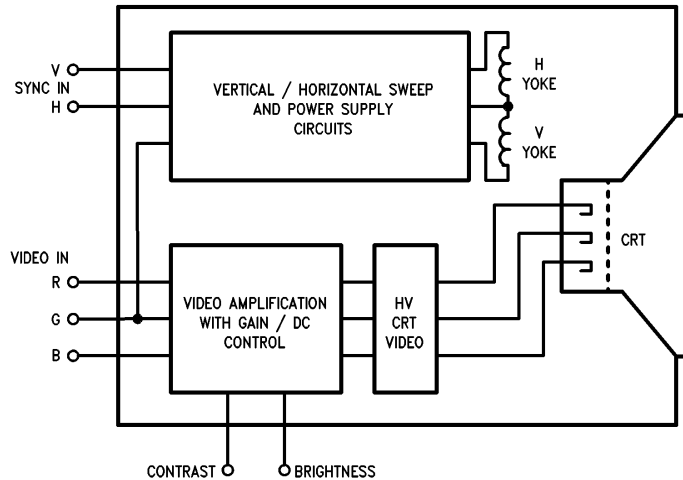 V
SYNC IN
H
VERTICAL / HORIZONTAL SWEEP
AND POWER SUPPLY
CIRCUITS
H
YOKE
V
YOKE
CRT
VIDEO IN
R
G
B
VIDEO AMPLIFICATION
WITH GAIN / DC
CONTROL
HV
CRT
VIDEO
CONTRAST
BRIGHTNESS